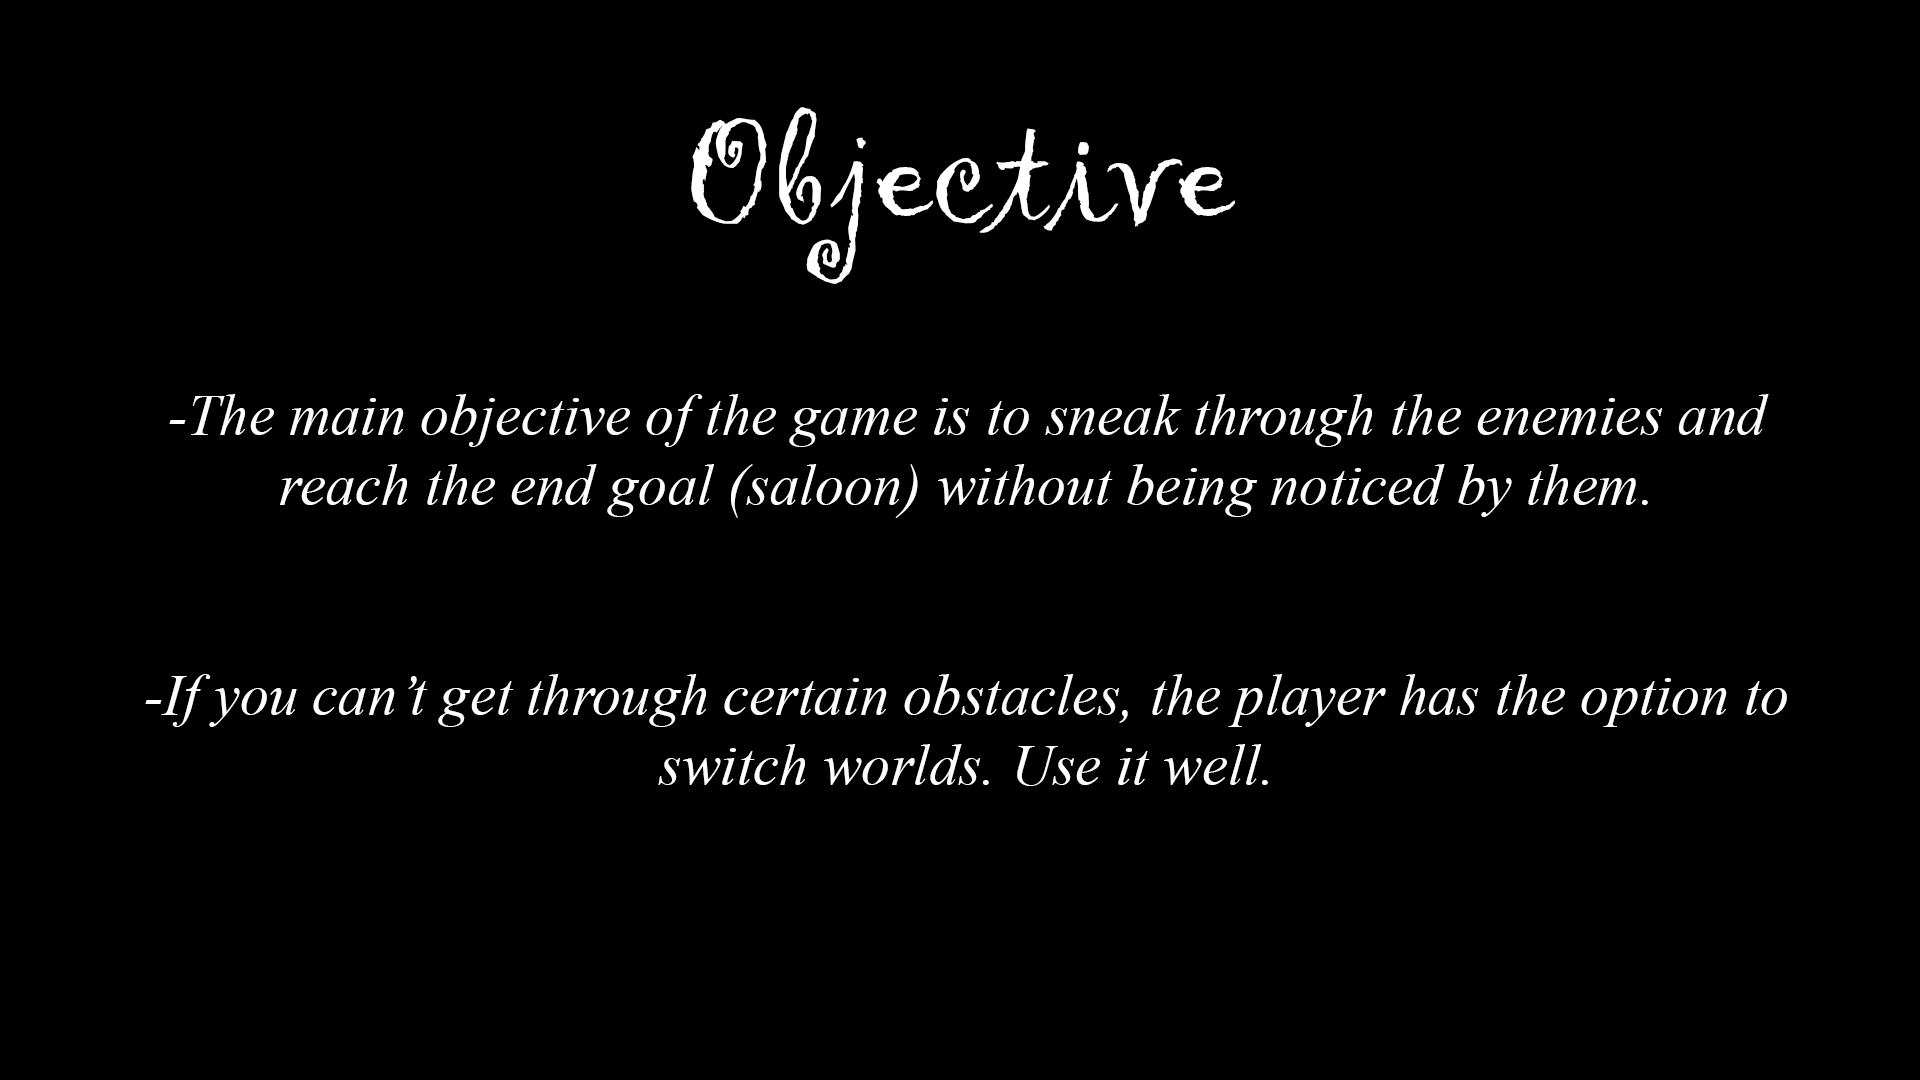 Objective
-The main objective of the game is to sneak through the enemies and
reach the end goal (saloon) without being noticed by them.
-If you can’t get through certain obstacles, the player has the option to
switch worlds. Use it well.